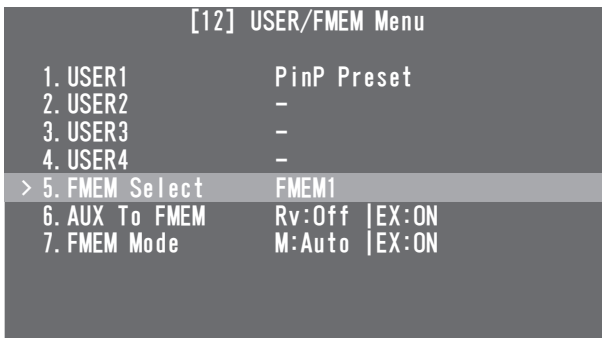 [12] USER/FMEM Menu
1. USER1 PinP Preset
2. USER2 −
3. USER3 −
4. USER4 −
> 5. FMEM Select FMEM1
6. AUX To FMEM Rv:Off |EX:ON
7. FMEM Mode M:Auto |EX:ON